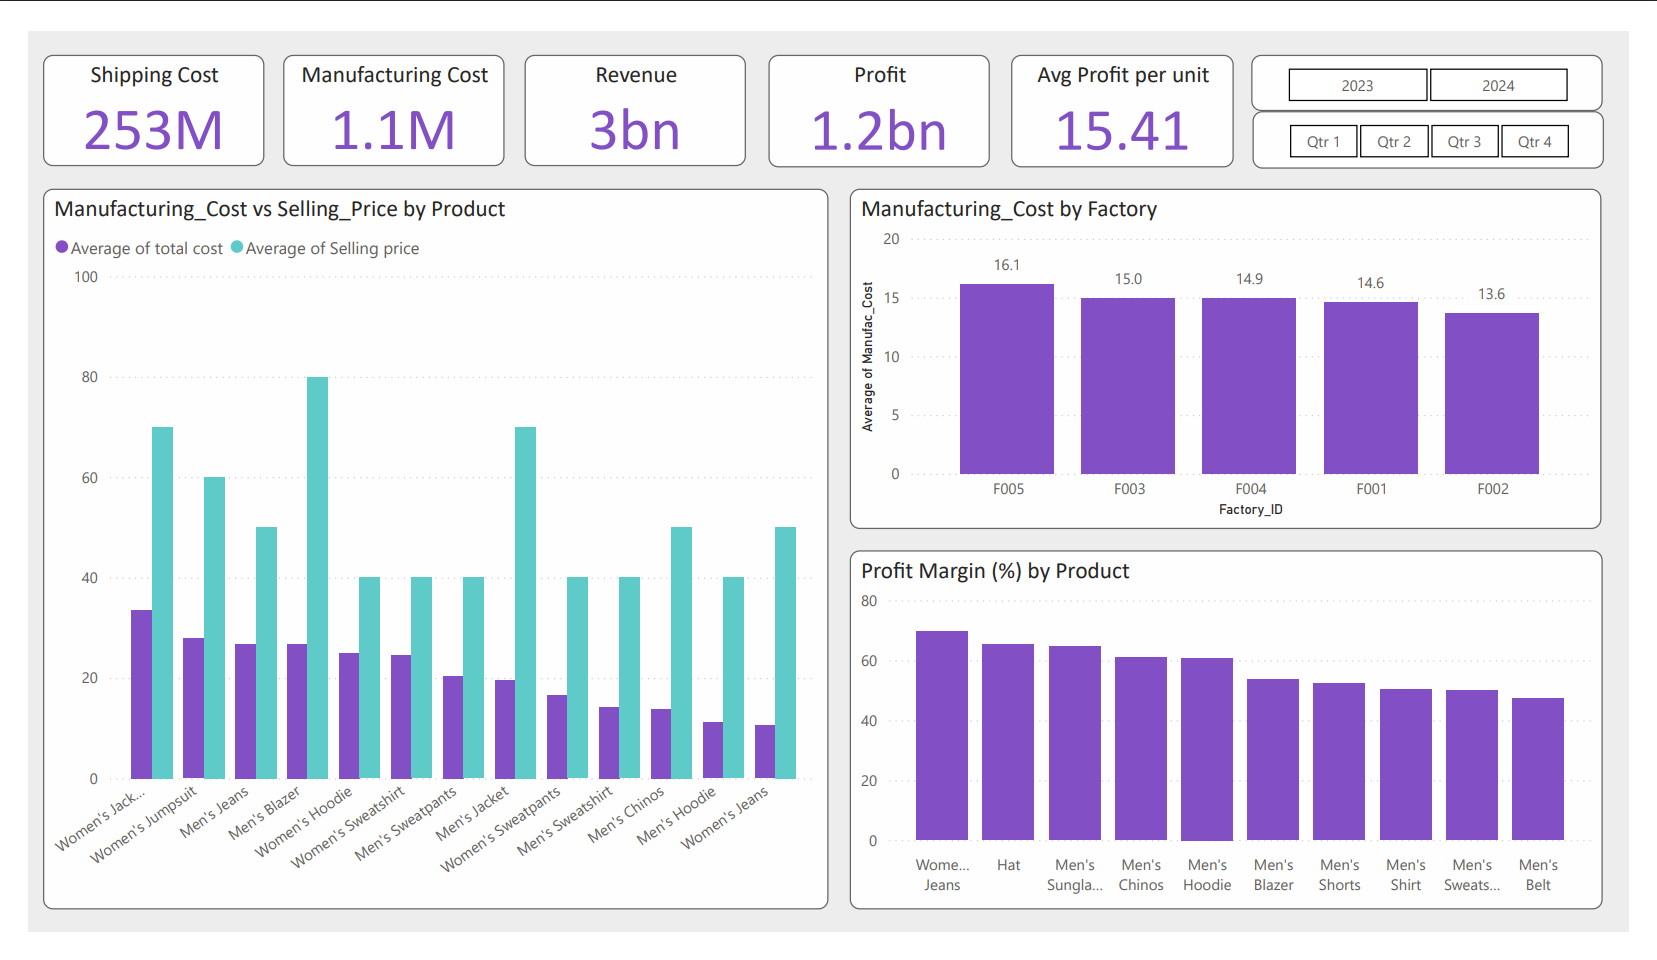 Shipping Cost
253M
Manufacturing Cost
1.1M
Revenue
3bn
Profit
1.2bn
Avg Profit per unit
15.41
2023 2024
Qtr 1 Qtr 2 Qtr 3 Qtr 4
Manufacturing_Cost vs Selling_Price by Product
Average of total cost Average of Selling price
100
80
60
40
20
0
Women's Jack...
Women's Jumpsuit
Men's Jeans
Men's Blazer
Women's Hoodie
Women's Sweatshirt
Men's Sweatpants
Men's Jacket
Women's Sweatpants
Men's Sweatshirt
Men's Chinos
Men's Hoodie
Women's Jeans
Manufacturing_Cost by Factory
Average of Manufac_Cost
20
15
10
5
0
16.1 15.0 14.9 14.6 13.6
F005 F003 F004 F001 F002
Factory_ID
Profit Margin (%) by Product
80
60
40
20
0
Wome... Hat Men's Men's Men's Men's Men's Men's Men's Men's
Jeans Sungla... Chinos Hoodie Blazer Shorts Shirt Sweats... Belt